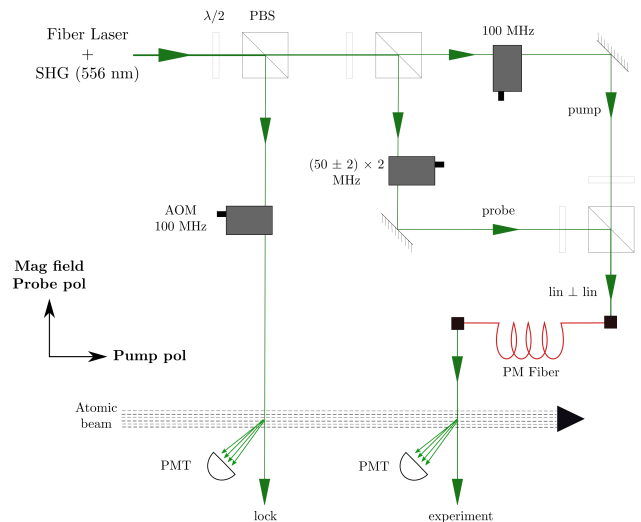 λ/2
PBS
100 MHz
Fiber Laser
+
SHG (556 nm)
pump
(50 ± 2) × 2
MHz
AOM
100 MHz
probe
Mag field
Probe pol
lin ⊥ lin
Pump pol
PM Fiber
Atomic
beam
PMT
PMT
lock
experiment